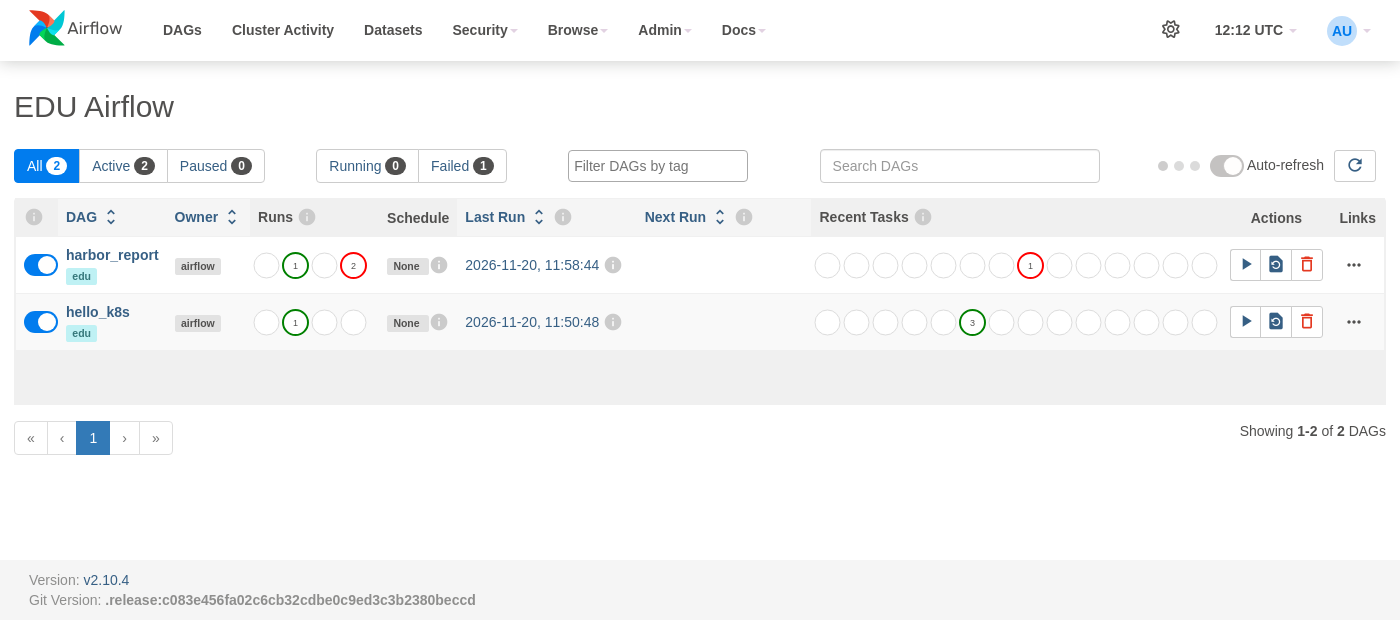 Airflow DAGs Cluster Activity Datasets Security Browse Admin Docs 12:12 UTC AU
EDU Airflow
All 2 Active 2 Paused 0 Running 0 Failed 1 Filter DAGs by tag Search DAGs Auto-refresh
DAG Owner Runs Schedule Last Run Next Run Recent Tasks Actions Links
harbor_report
edu airflow 1 2 None 2026-11-20, 11:58:44 1
hello_k8s
edu airflow 1 None 2026-11-20, 11:50:48 3
« ‹ 1 › »
Showing 1-2 of 2 DAGs
Version: v2.10.4
Git Version: .release:c083e456fa02c6cb32cdbe0c9ed3c3b2380beccd